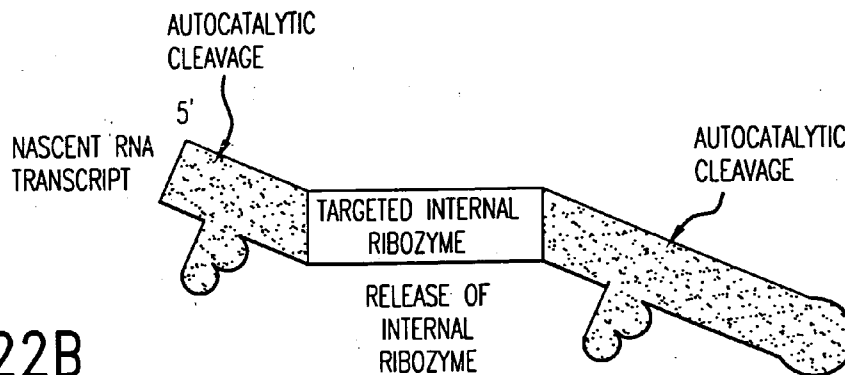 AUTOCATALYTIC
CLEAVAGE
5'
NASCENT RNA
TRANSCRIPT
AUTOCATALYTIC
CLEAVAGE
TARGETED INTERNAL
RIBOZYME
RELEASE OF
INTERNAL
RIBOZYME
22B